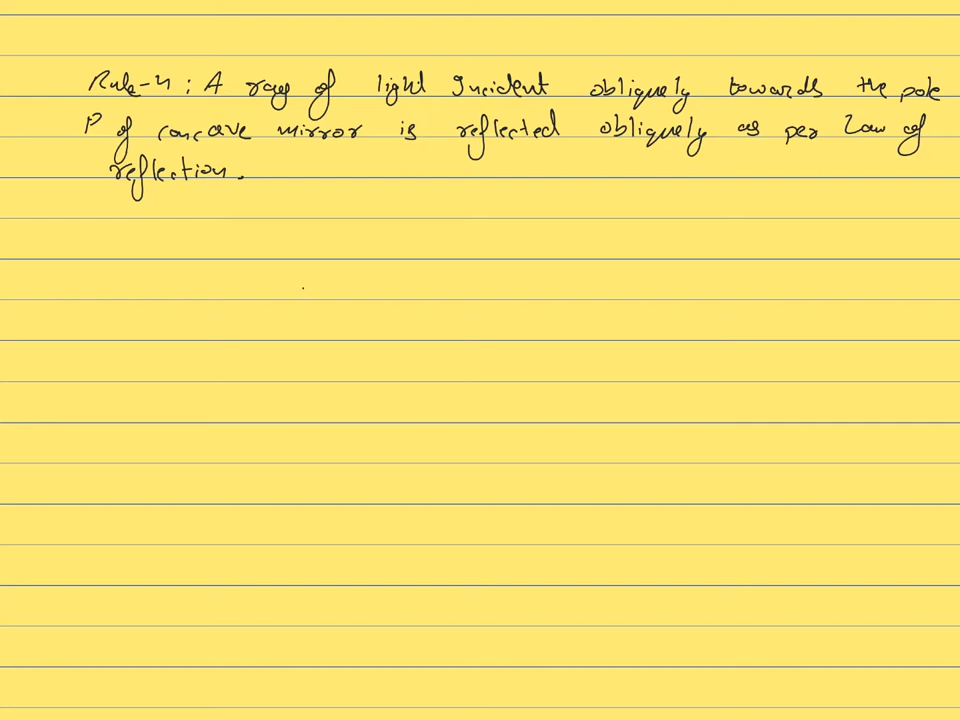 Rule-4 : A ray of light Incident obliquely towards the pole
P of concave mirror is reflected obliquely as per Law of
reflection.